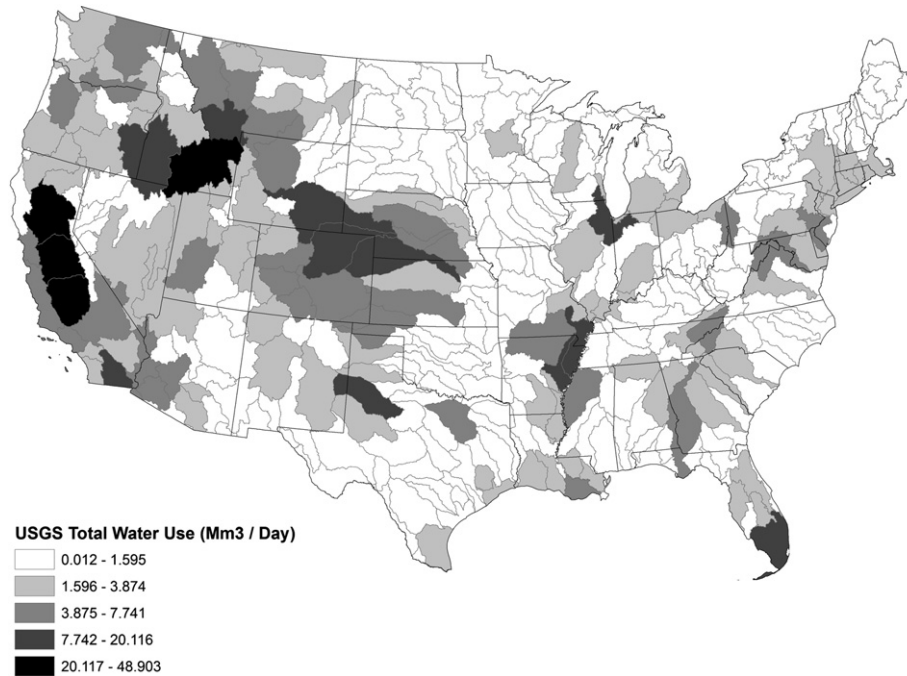 USGS Total Water Use (Mm3 / Day)
0.012 - 1.595
1.596 - 3.874
3.875 - 7.741
7.742 - 20.116
20.117 - 48.903